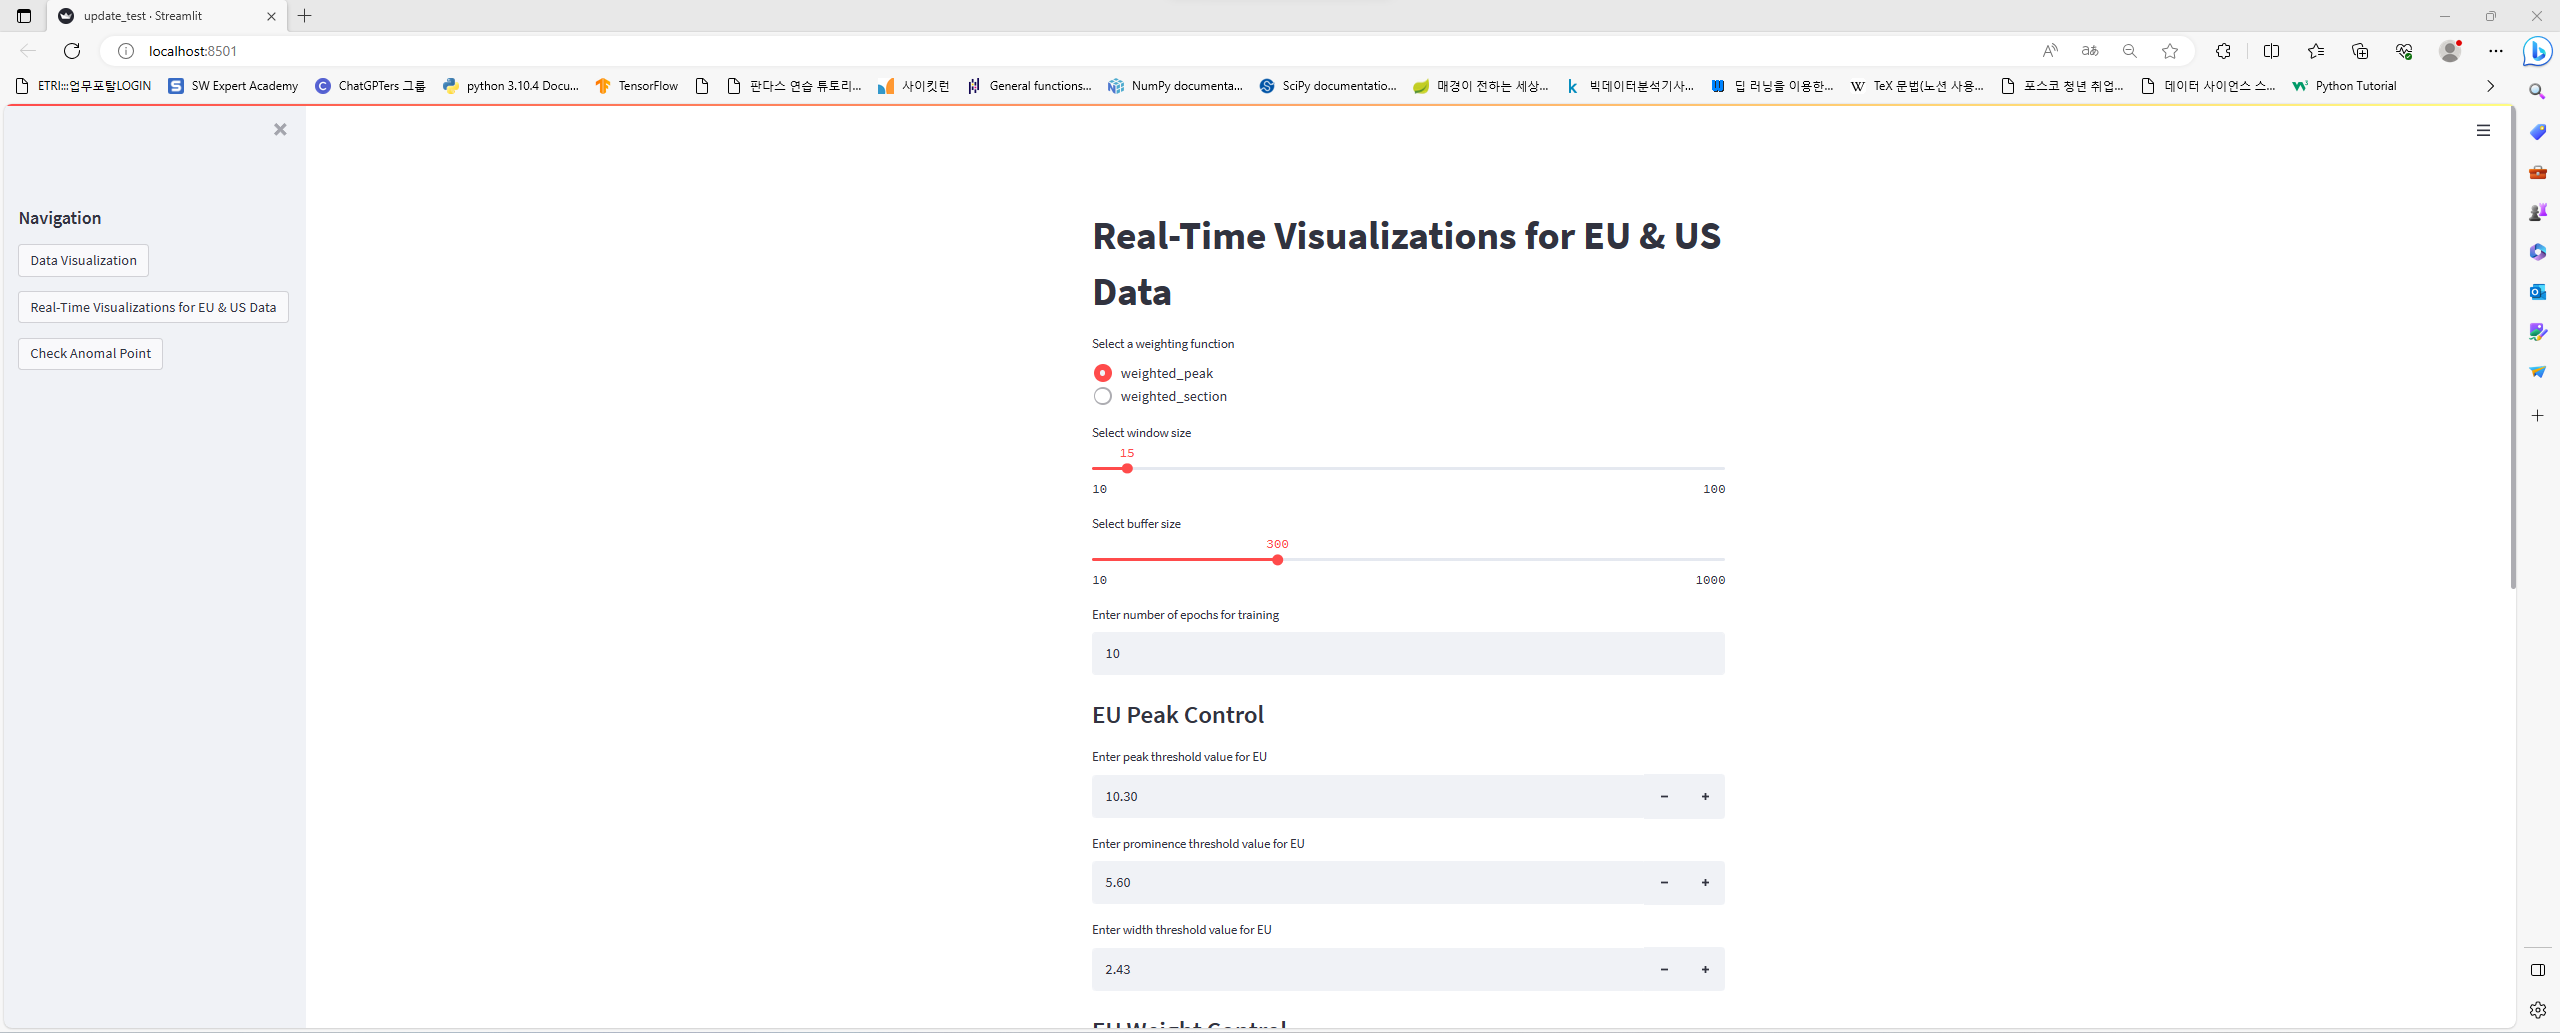 update_test · Streamlit
localhost:8501
ETRI:::업무포탈LOGIN
SW Expert Academy
ChatGPTers 그룹
python 3.10.4 Docu...
TensorFlow
판다스 연습 튜토리...
사이킷런
General functions...
NumPy documenta...
SciPy documentatio...
매경이 전하는 세상...
빅데이터분석기사...
딥 러닝을 이용한...
TeX 문법(노션 사용...
포스코 청년 취업...
데이터 사이언스 스...
Python Tutorial
Navigation
Data Visualization
Real-Time Visualizations for EU & US Data
Check Anomal Point
Real-Time Visualizations for EU & US
Data
Select a weighting function
weighted_peak
weighted_section
Select window size
15
10 100
Select buffer size
300
10 1000
Enter number of epochs for training
10
EU Peak Control
Enter peak threshold value for EU
10.30
Enter prominence threshold value for EU
5.60
Enter width threshold value for EU
2.43
EU Weight Control